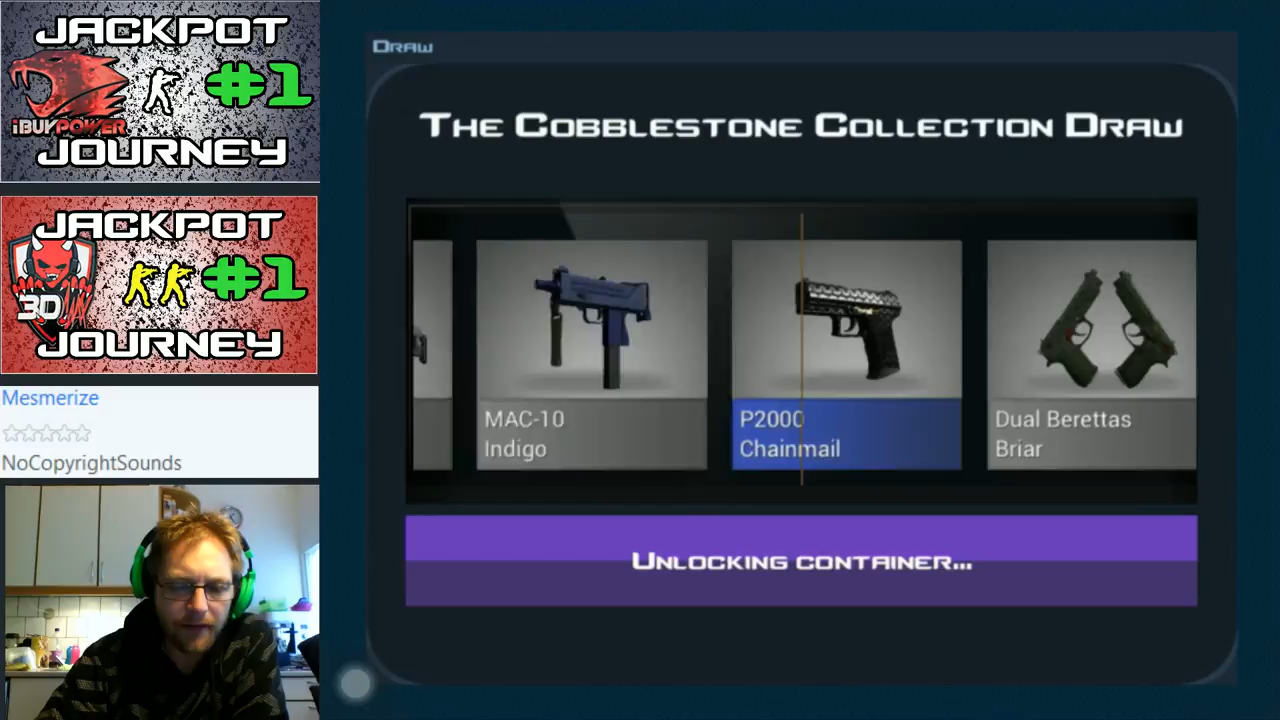 JACKPOT
#1
iBUYPOWER
JOURNEY
JACKPOT
3D
#1
JOURNEY
Mesmerize
NoCopyrightSounds
Draw
The Cobblestone Collection Draw
MAC-10
Indigo
P2000
Chainmail
Dual Berettas
Briar
Unlocking container...